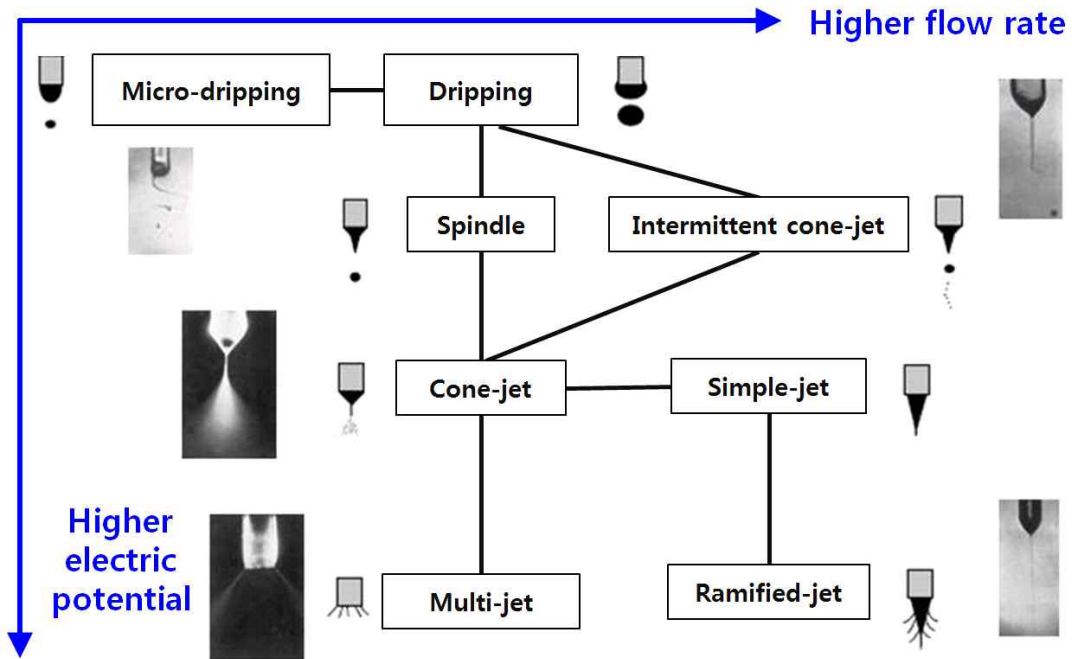 Higher flow rate
Micro-dripping
Dripping
Spindle
Intermittent cone-jet
Cone-jet
Simple-jet
Higher
electric
potential
Multi-jet
Ramified-jet